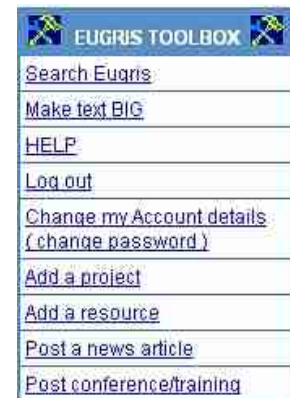 EUGRIS TOOLBOX
Search Eugris
Make text BIG
HELP
Log out
Change my Account details
( change password )
Add a project
Add a resource
Post a news article
Post conference/training